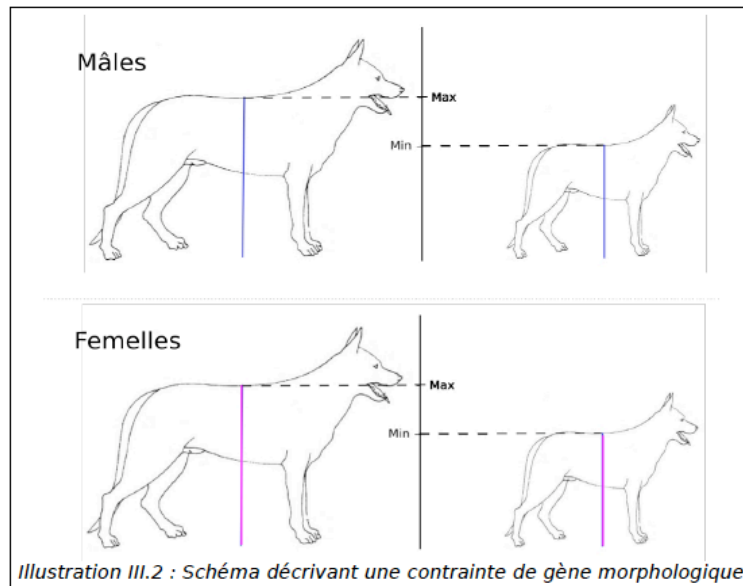 Mâles
Max
Min
Femelles
Max
Min
Illustration III.2 : Schéma décrivant une contrainte de gène morphologique